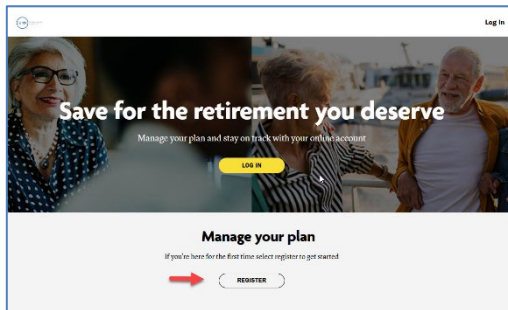 Log In
Save for the retirement you deserve
Manage your plan and stay on track with your online account
LOG IN
Manage your plan
If you're here for the first time select register to get started
REGISTER